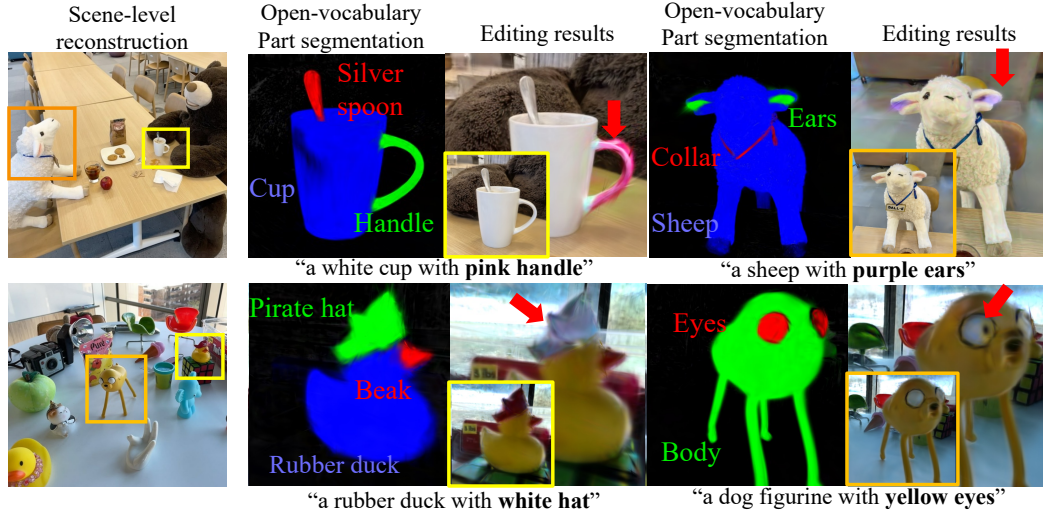 Scene-level
reconstruction
Open-vocabulary
Part segmentation
Editing results
Open-vocabulary
Part segmentation
Editing results
Silver
spoon
Cup
Handle
Ears
Collar
Sheep
“a white cup with pink handle”
“a sheep with purple ears”
Pirate hat
Beak
Rubber duck
Eyes
Body
“a rubber duck with white hat”
“a dog figurine with yellow eyes”